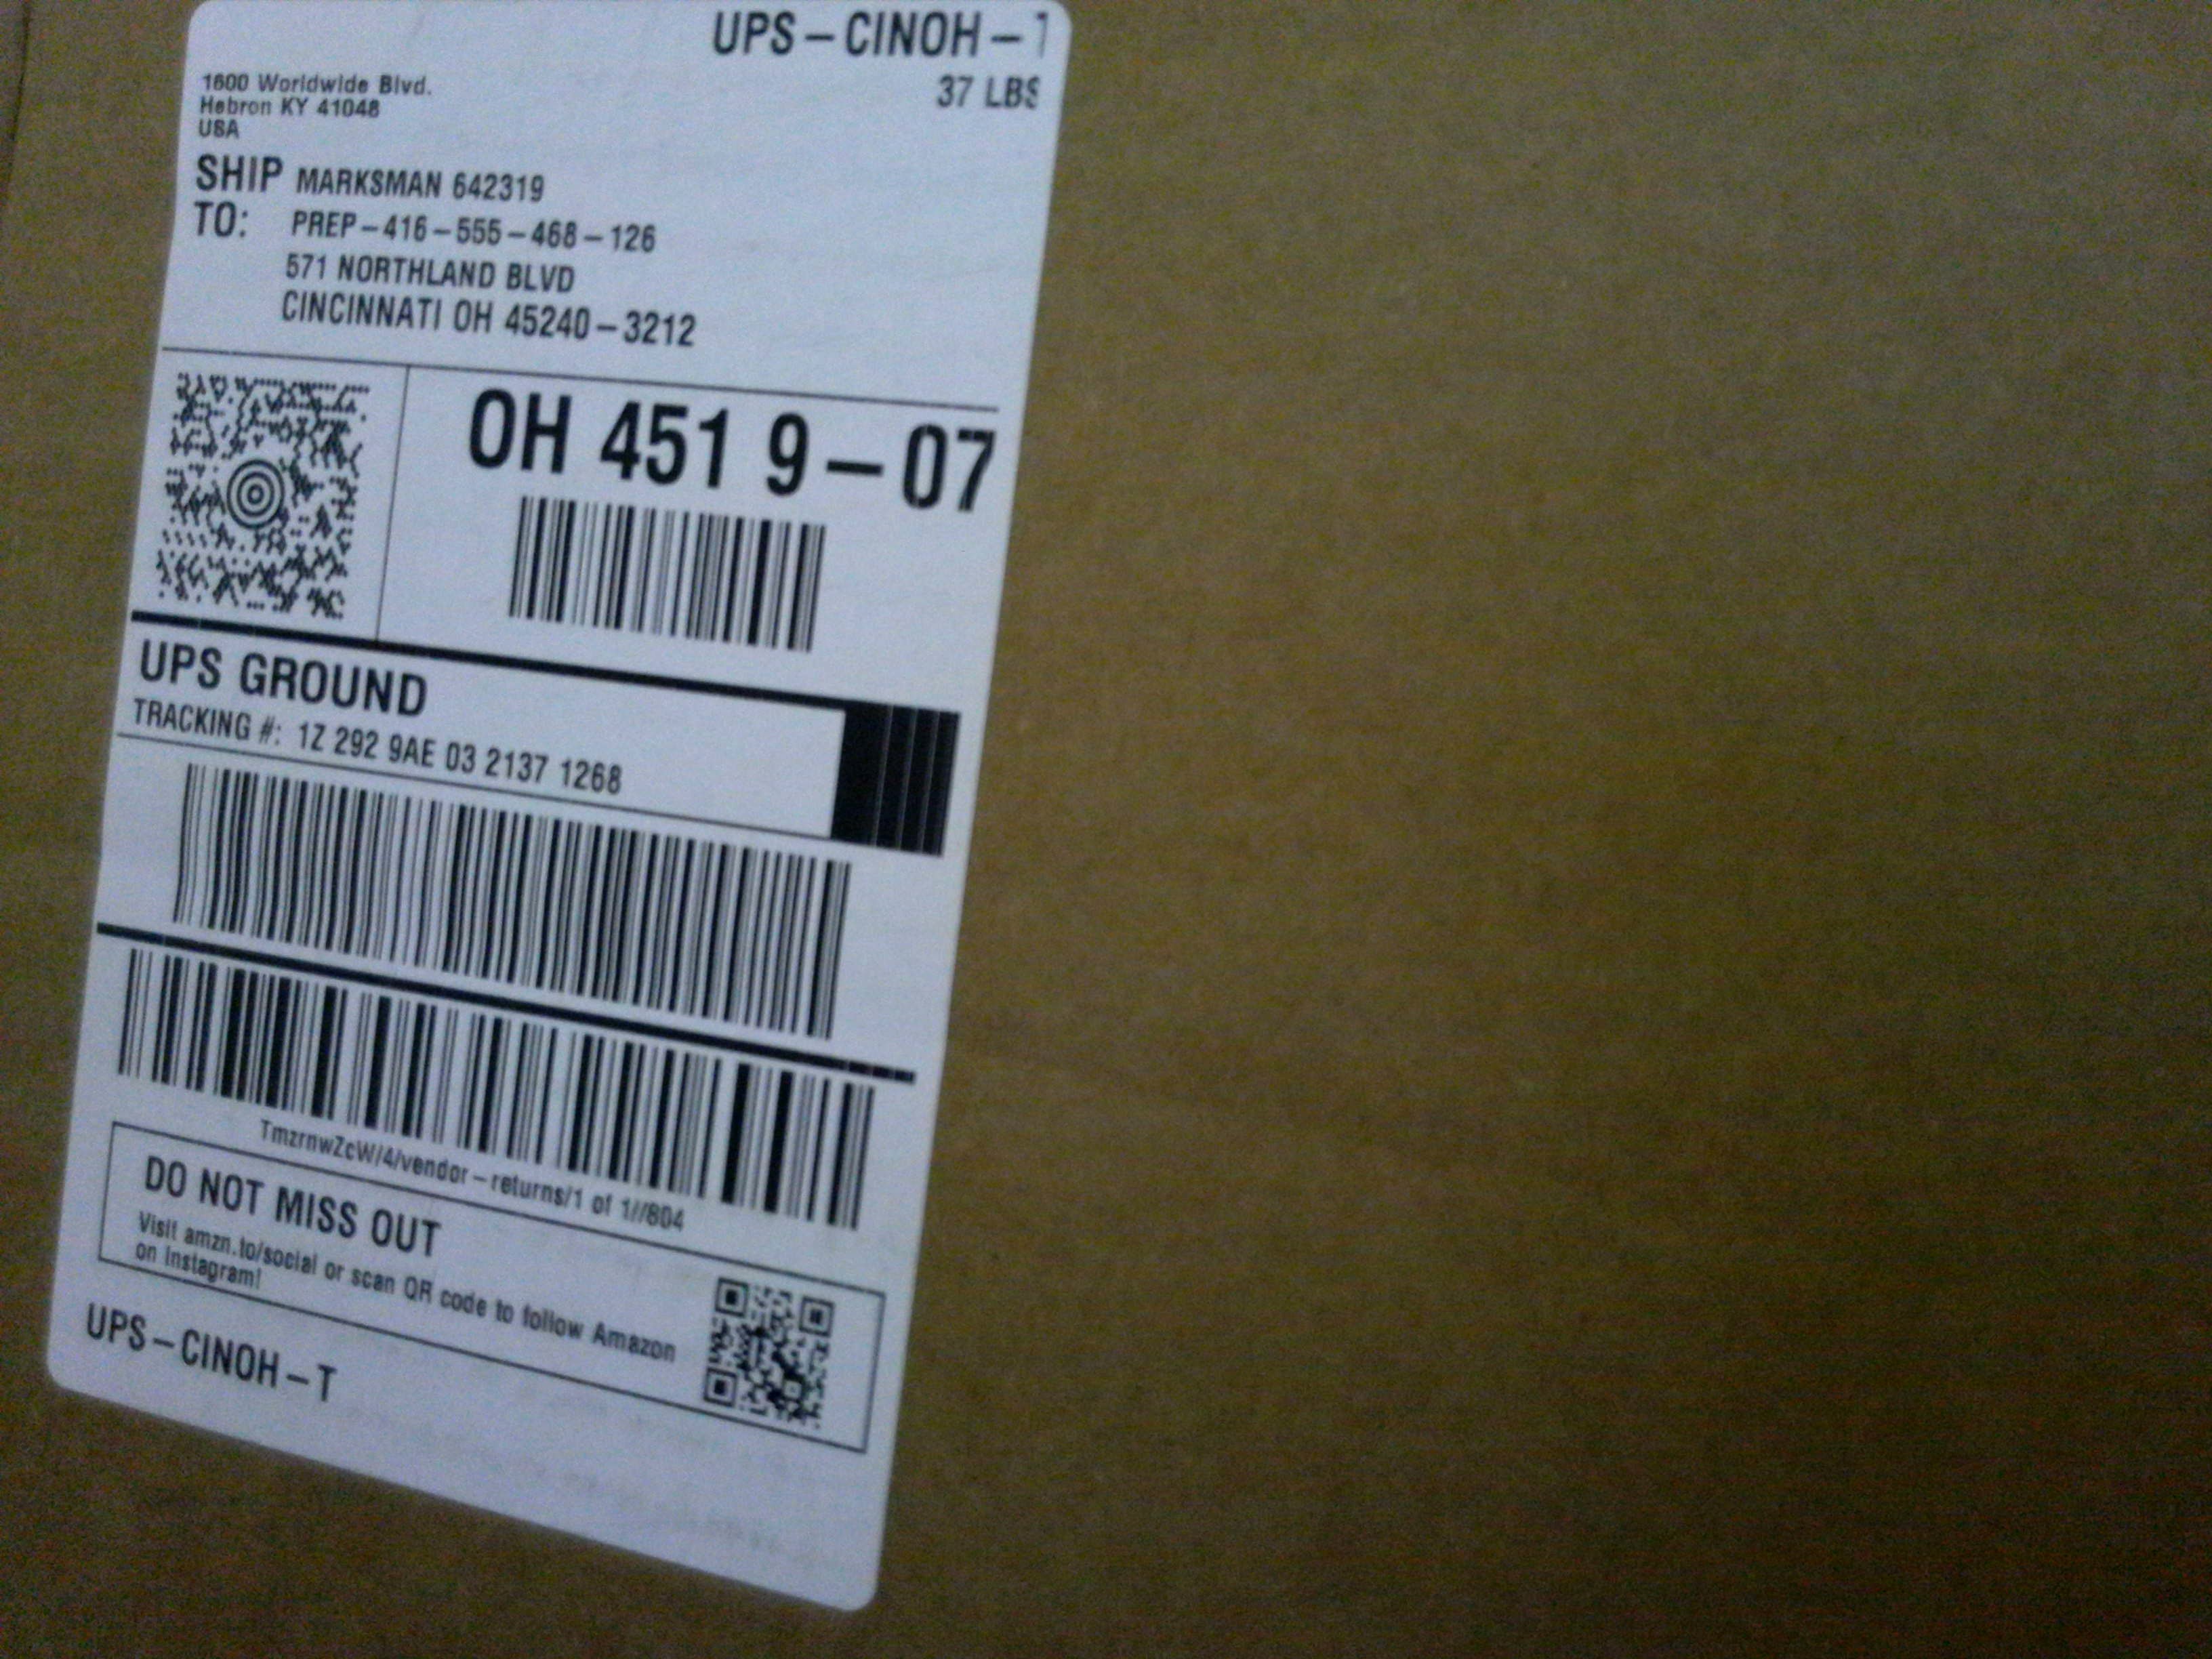 UPS-CINOH-T
37 LBS
1600 Worldwide Blvd.
Hebron KY 41048
USA
SHIP TO:
MARKSMAN 642319
PREP-416-555-468-126
571 NORTHLAND BLVD
CINCINNATI OH 45240-3212
OH 451 9-07
UPS GROUND
TRACKING #: 1Z 292 9AE 03 2137 1268
TmzrnwZcW/4/vendor-returns/1 of 1//804
DO NOT MISS OUT
Visit amzn.to/social or scan QR code to follow Amazon
on Instagram!
UPS-CINOH-T